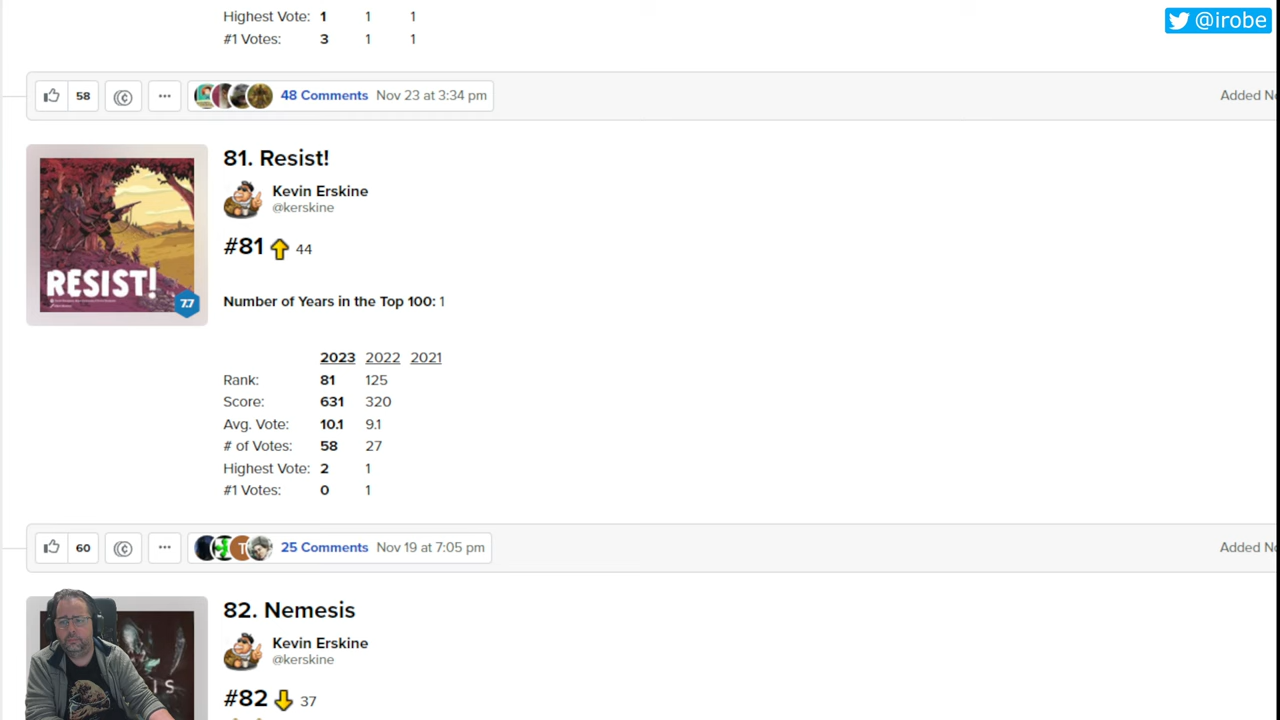 Highest Vote: 1 1 1
@irobe
#1 Votes: 3 1 1
58 ... 48 Comments Nov 23 at 3:34 pm Added No
81. Resist!
Kevin Erskine
@kerskine
#81 44
RESIST!
7.7
Number of Years in the Top 100: 1
2023 2022 2021
Rank: 81 125
Score: 631 320
Avg. Vote: 10.1 9.1
# of Votes: 58 27
Highest Vote: 2 1
#1 Votes: 0 1
60 ... T 25 Comments Nov 19 at 7:05 pm Added No
82. Nemesis
Kevin Erskine
@kerskine
#82 37
I S